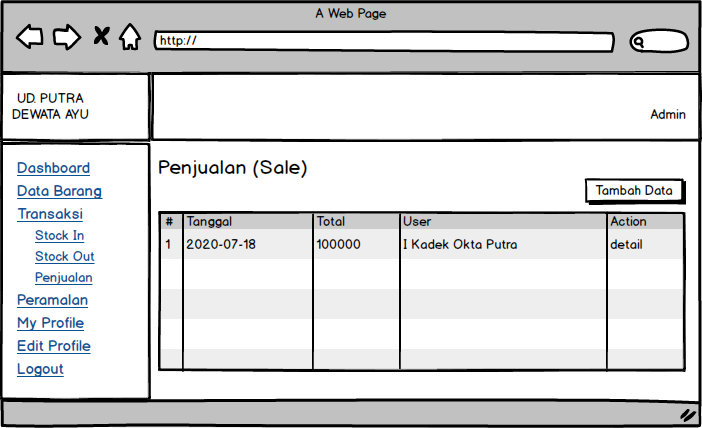 A Web Page
http://
UD. PUTRA
DEWATA AYU
Admin
Dashboard
Data Barang
Transaksi
Stock In
Stock Out
Penjualan
Peramalan
My Profile
Edit Profile
Logout
Penjualan (Sale)
Tambah Data
# Tanggal Total User Action
1 2020-07-18 100000 I Kadek Okta Putra detail